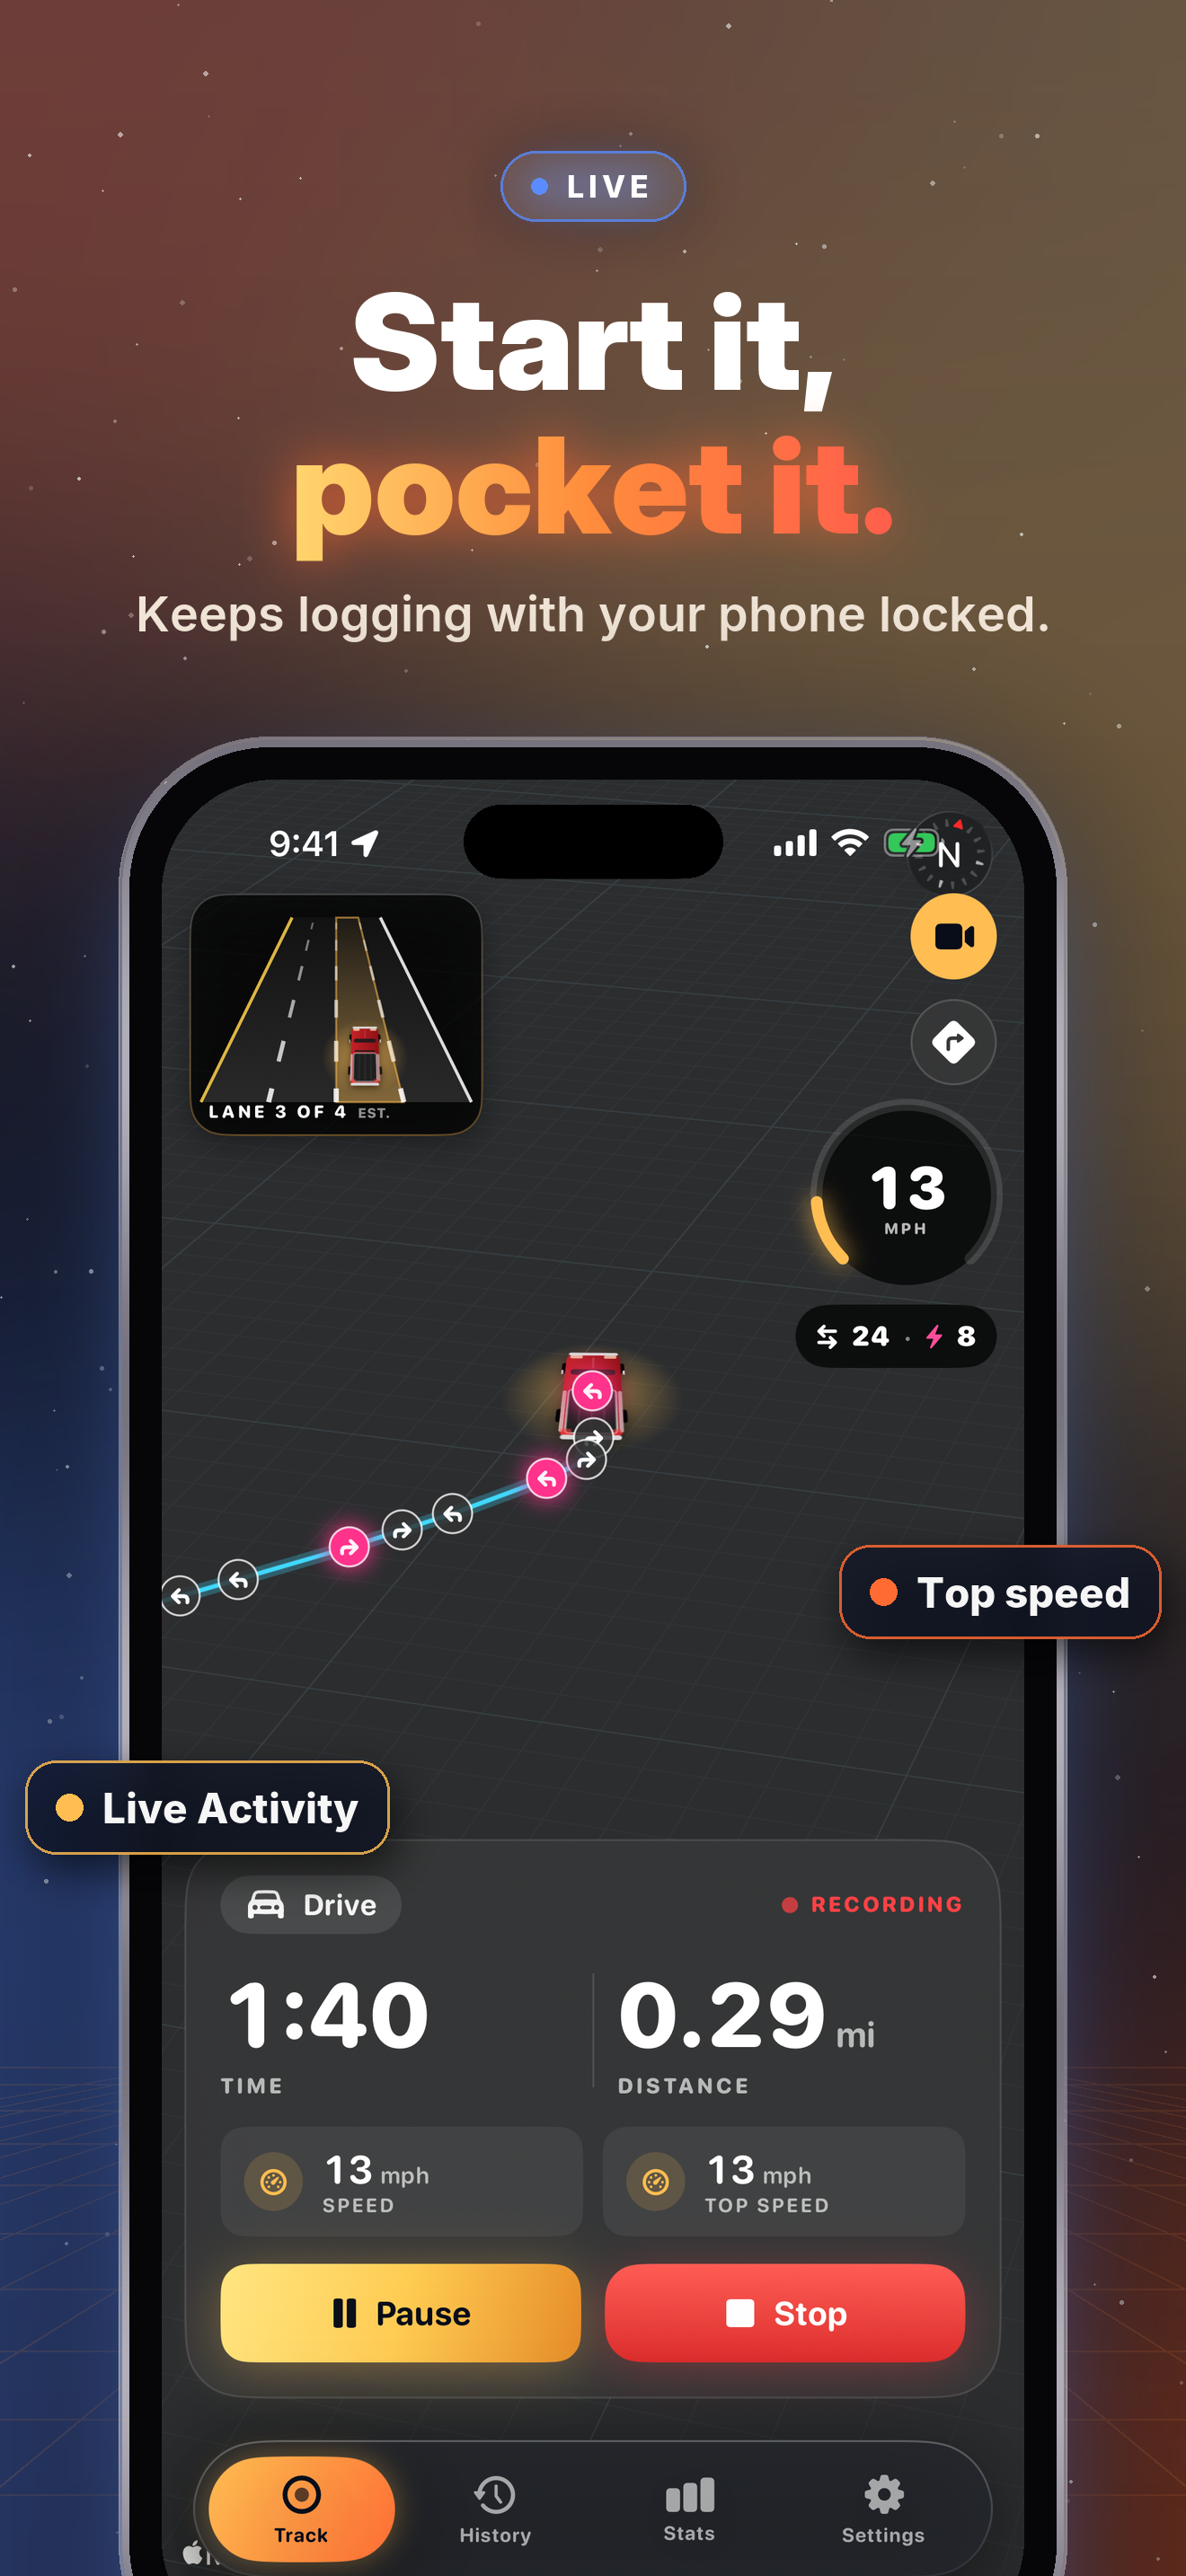 LIVE
Start it,
pocket it.
Keeps logging with your phone locked.
9:41
N
LANE 3 OF 4 EST.
13
MPH
24 · 8
Top speed
Live Activity
Drive
RECORDING
1:40
TIME
0.29 mi
DISTANCE
13 mph
SPEED
13 mph
TOP SPEED
Pause
Stop
Track
History
Stats
Settings